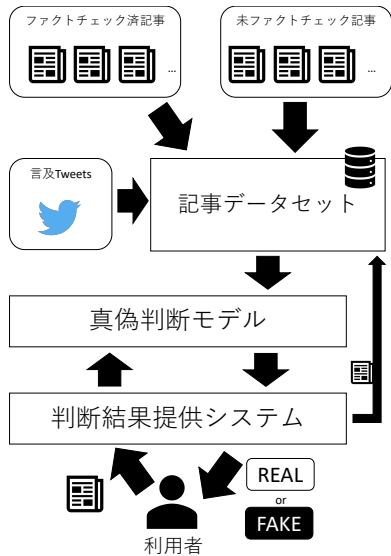 ファクトチェック済記事
...
未ファクトチェック記事
...
言及Tweets
記事データセット
真偽判断モデル
判断結果提供システム
REAL
or
FAKE
利用者